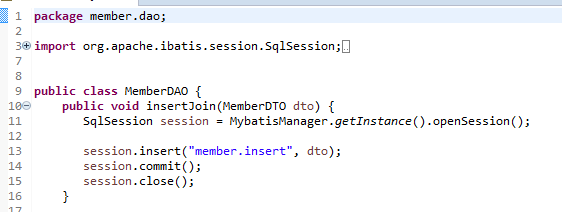 1 package member.dao;
2
3 import org.apache.ibatis.session.SqlSession;
7
8
9 public class MemberDAO {
10 public void insertJoin(MemberDTO dto) {
11 SqlSession session = MybatisManager.getInstance().openSession();
12
13 session.insert("member.insert", dto);
14 session.commit();
15 session.close();
16 }
17